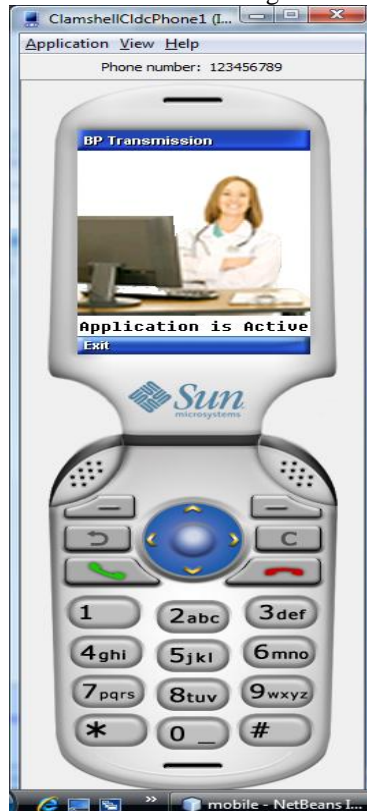 ClamshellCldcPhone1 (I...
Application View Help
Phone number: 123456789
BP Transmission
Application is Active
Exit
Sun
microsystems
C
1 2abc 3def
4ghi 5jkl 6mno
7pqrs 8tuv 9wxyz
* 0 _ #
» mobile - NetBeans I...